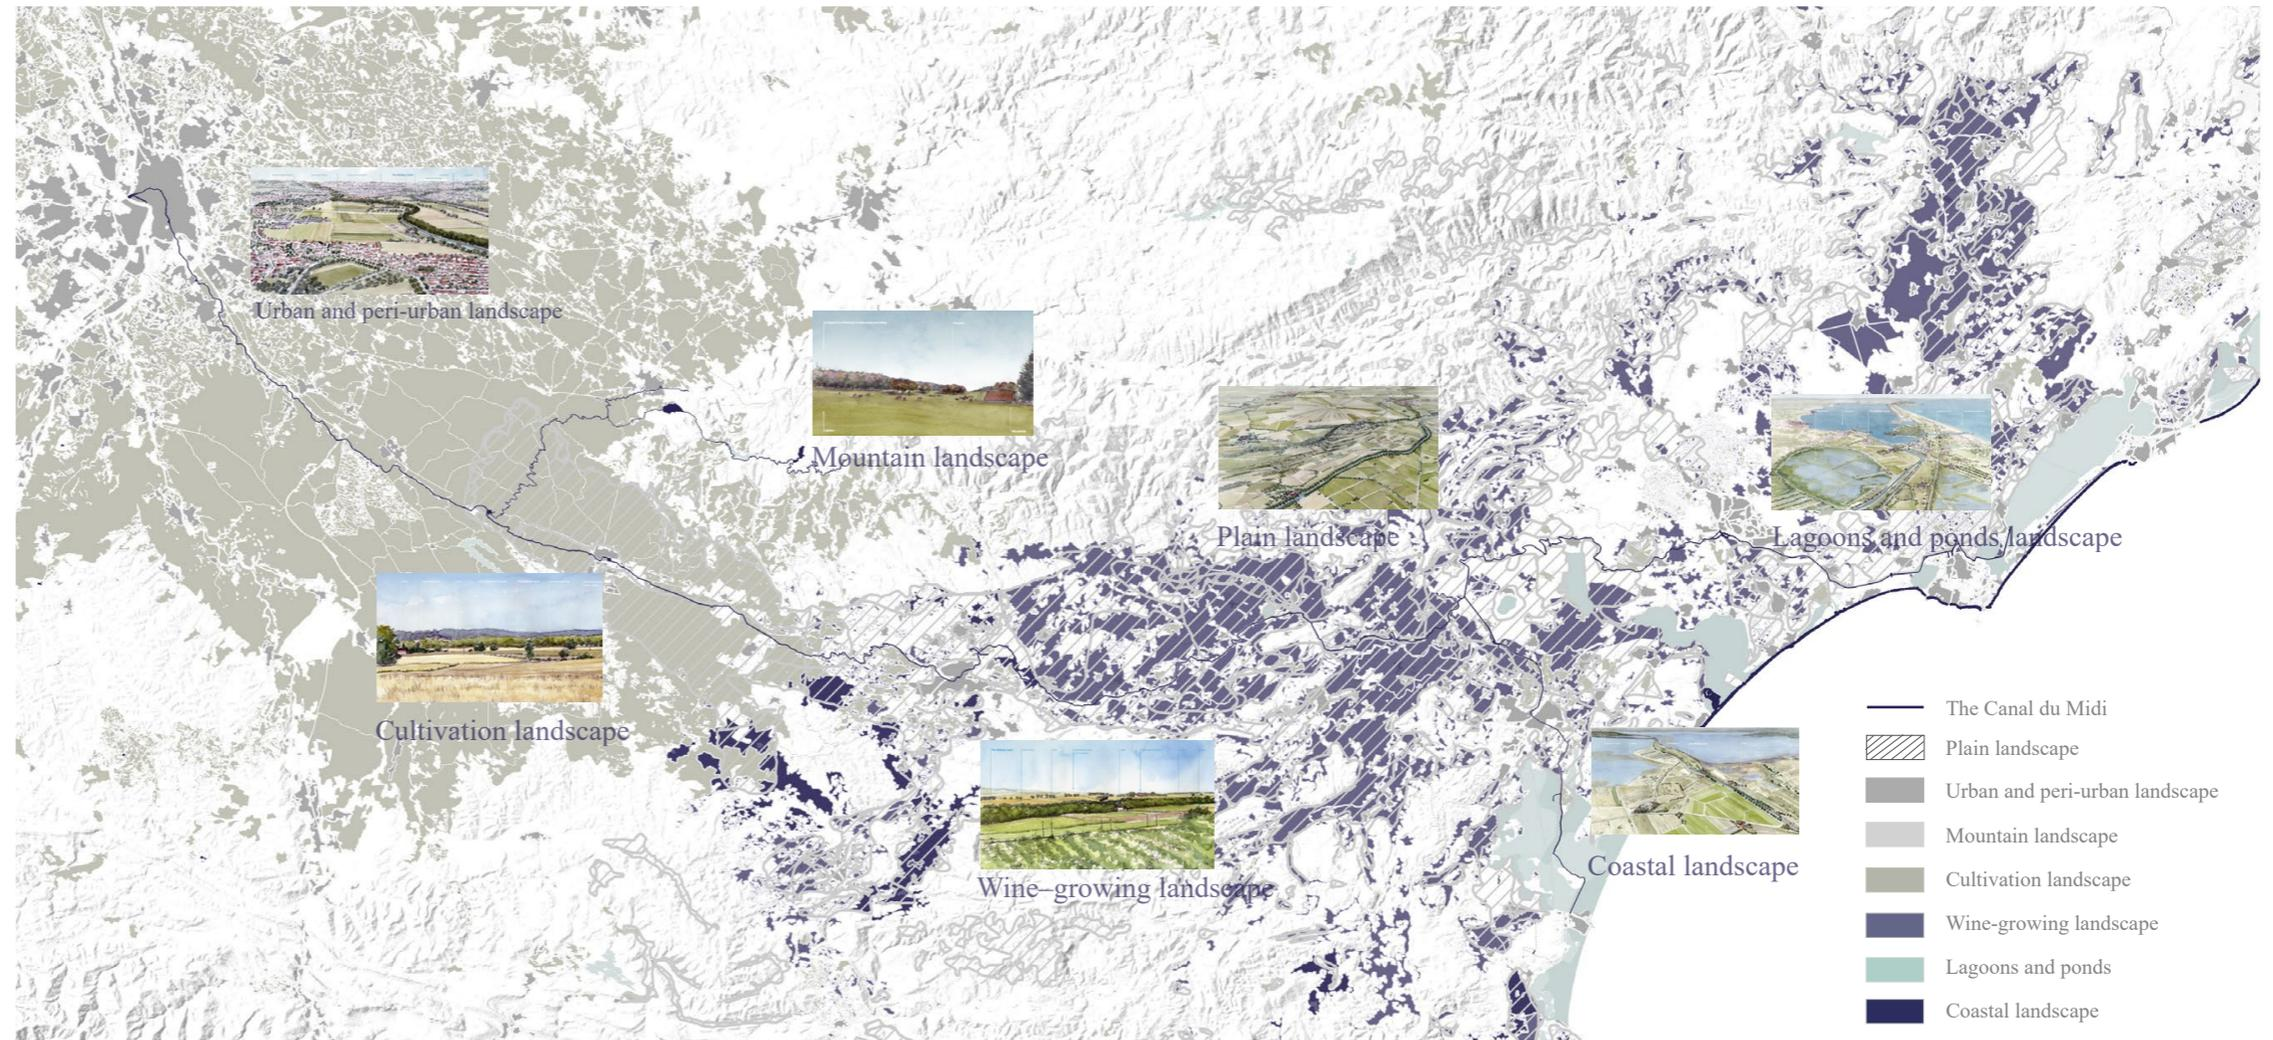 Urban and peri-urban landscape
Mountain landscape
Plain landscape
Lagoons and ponds landscape
Cultivation landscape
Wine–growing landscape
Coastal landscape
The Canal du Midi
Plain landscape
Urban and peri-urban landscape
Mountain landscape
Cultivation landscape
Wine-growing landscape
Lagoons and ponds
Coastal landscape